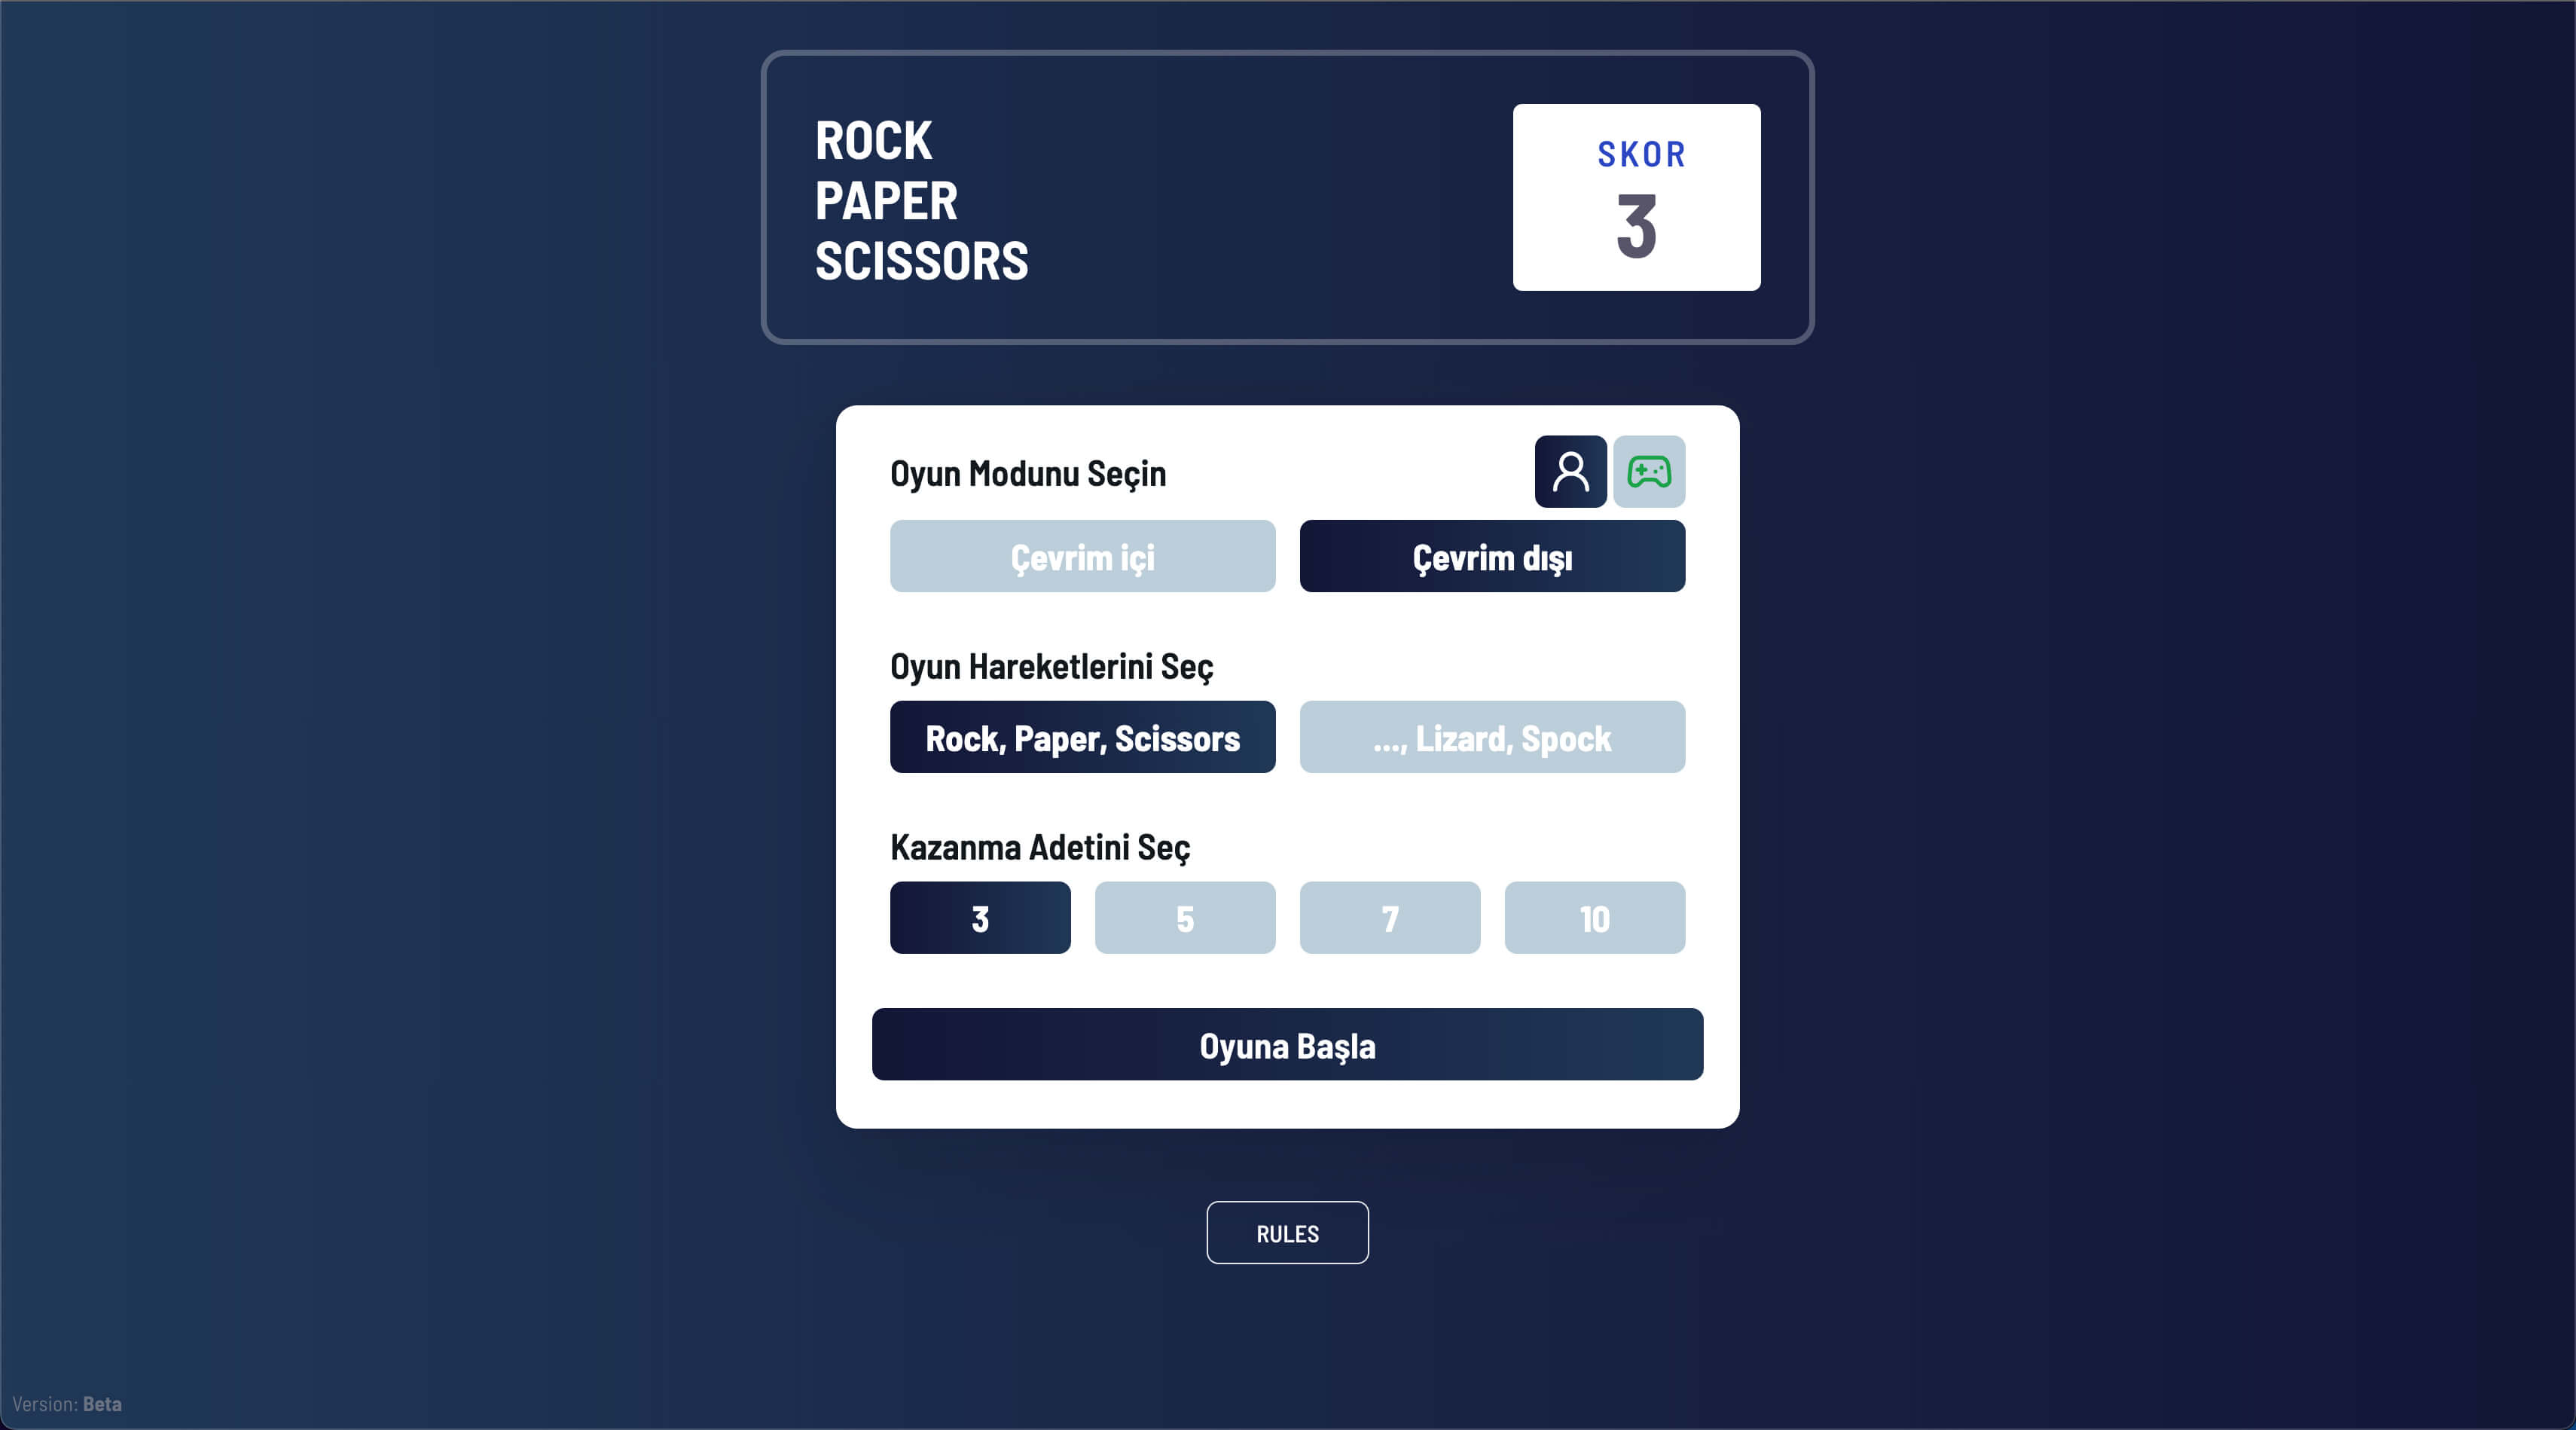 ROCK
PAPER
SCISSORS
SKOR
3
Oyun Modunu Seçin
Çevrim içi
Çevrim dışı
Oyun Hareketlerini Seç
Rock, Paper, Scissors
..., Lizard, Spock
Kazanma Adetini Seç
3
5
7
10
Oyuna Başla
RULES
Version: Beta